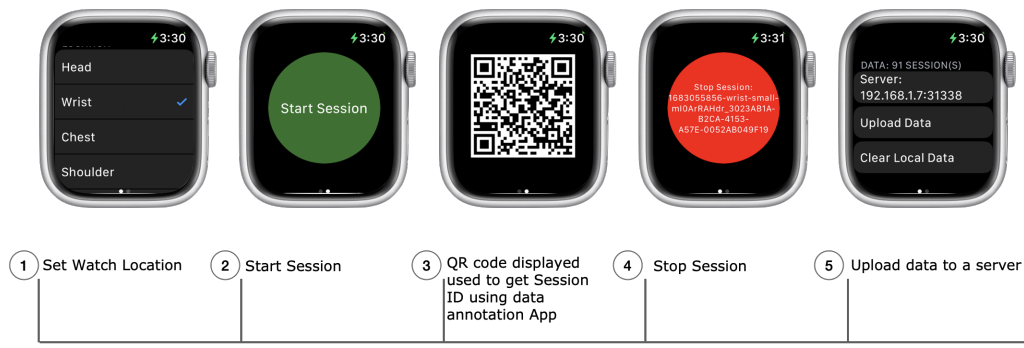 3:30
Head
Wrist
Chest
Shoulder
3:30
Start Session
3:30
3:31
Stop Session:
1683055856-wrist-small-
mI0ArRAHdr_3023AB1A-
B2CA-4153-
A57E-0052AB049F19
3:30
DATA: 91 SESSION(S)
Server:
192.168.1.7:31338
Upload Data
Clear Local Data
1 Set Watch Location
2 Start Session
3 QR code displayed
used to get Session
ID using data
annotation App
4 Stop Session
5 Upload data to a server